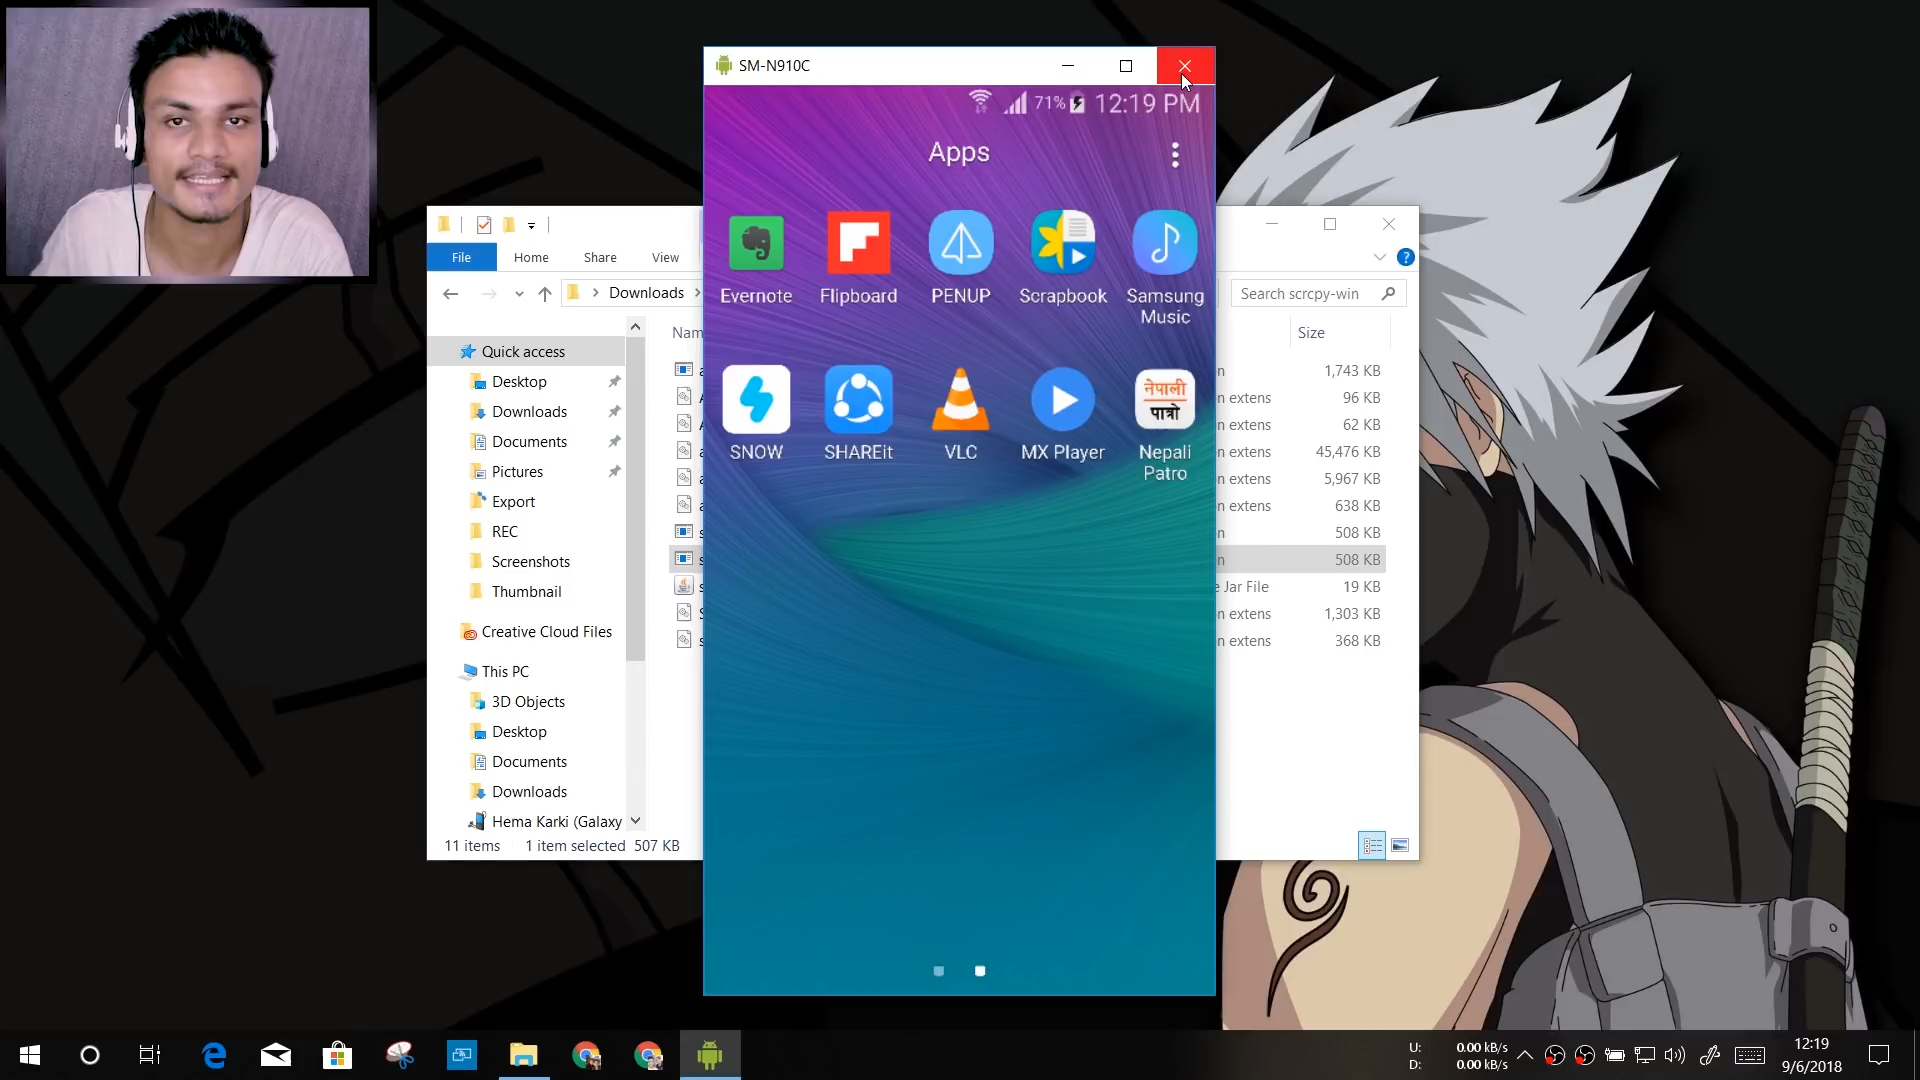 SM-N910C
71% 12:19 PM
Apps
Evernote
Flipboard
PENUP
Scrapbook
Samsung
Music
SNOW
SHAREit
VLC
MX Player
नेपाली
पात्रो
Nepali
Patro
File
Home
Share
View
Downloads
Search scrcpy-win
Nam
Size
Quick access
Desktop
Downloads
Documents
Pictures
Export
REC
Screenshots
Thumbnail
Creative Cloud Files
This PC
3D Objects
Desktop
Documents
Downloads
Hema Karki (Galaxy
n 1,743 KB
n extens 96 KB
n extens 62 KB
n extens 45,476 KB
n extens 5,967 KB
n extens 638 KB
n 508 KB
n 508 KB
e Jar File 19 KB
n extens 1,303 KB
n extens 368 KB
11 items 1 item selected 507 KB
U: 0.00 kB/s
D: 0.00 kB/s
12:19
9/6/2018